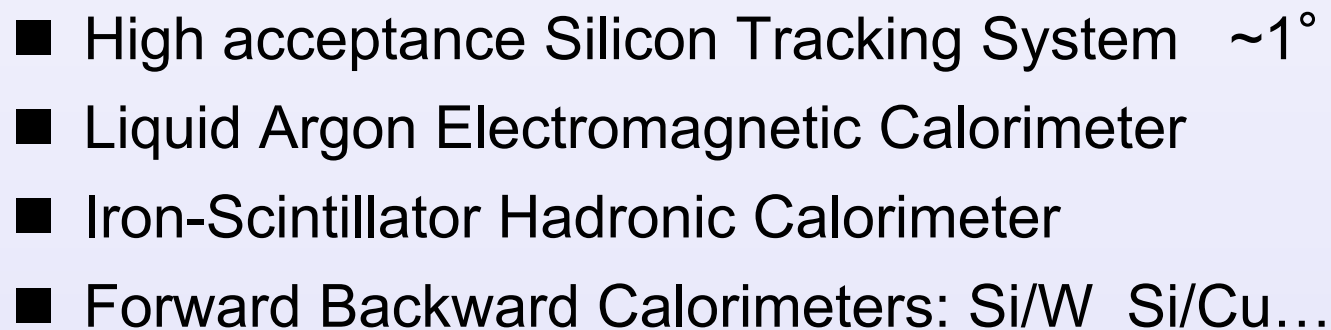 ■ High acceptance Silicon Tracking System ~1°
■ Liquid Argon Electromagnetic Calorimeter
■ Iron-Scintillator Hadronic Calorimeter
■ Forward Backward Calorimeters: Si/W Si/Cu…